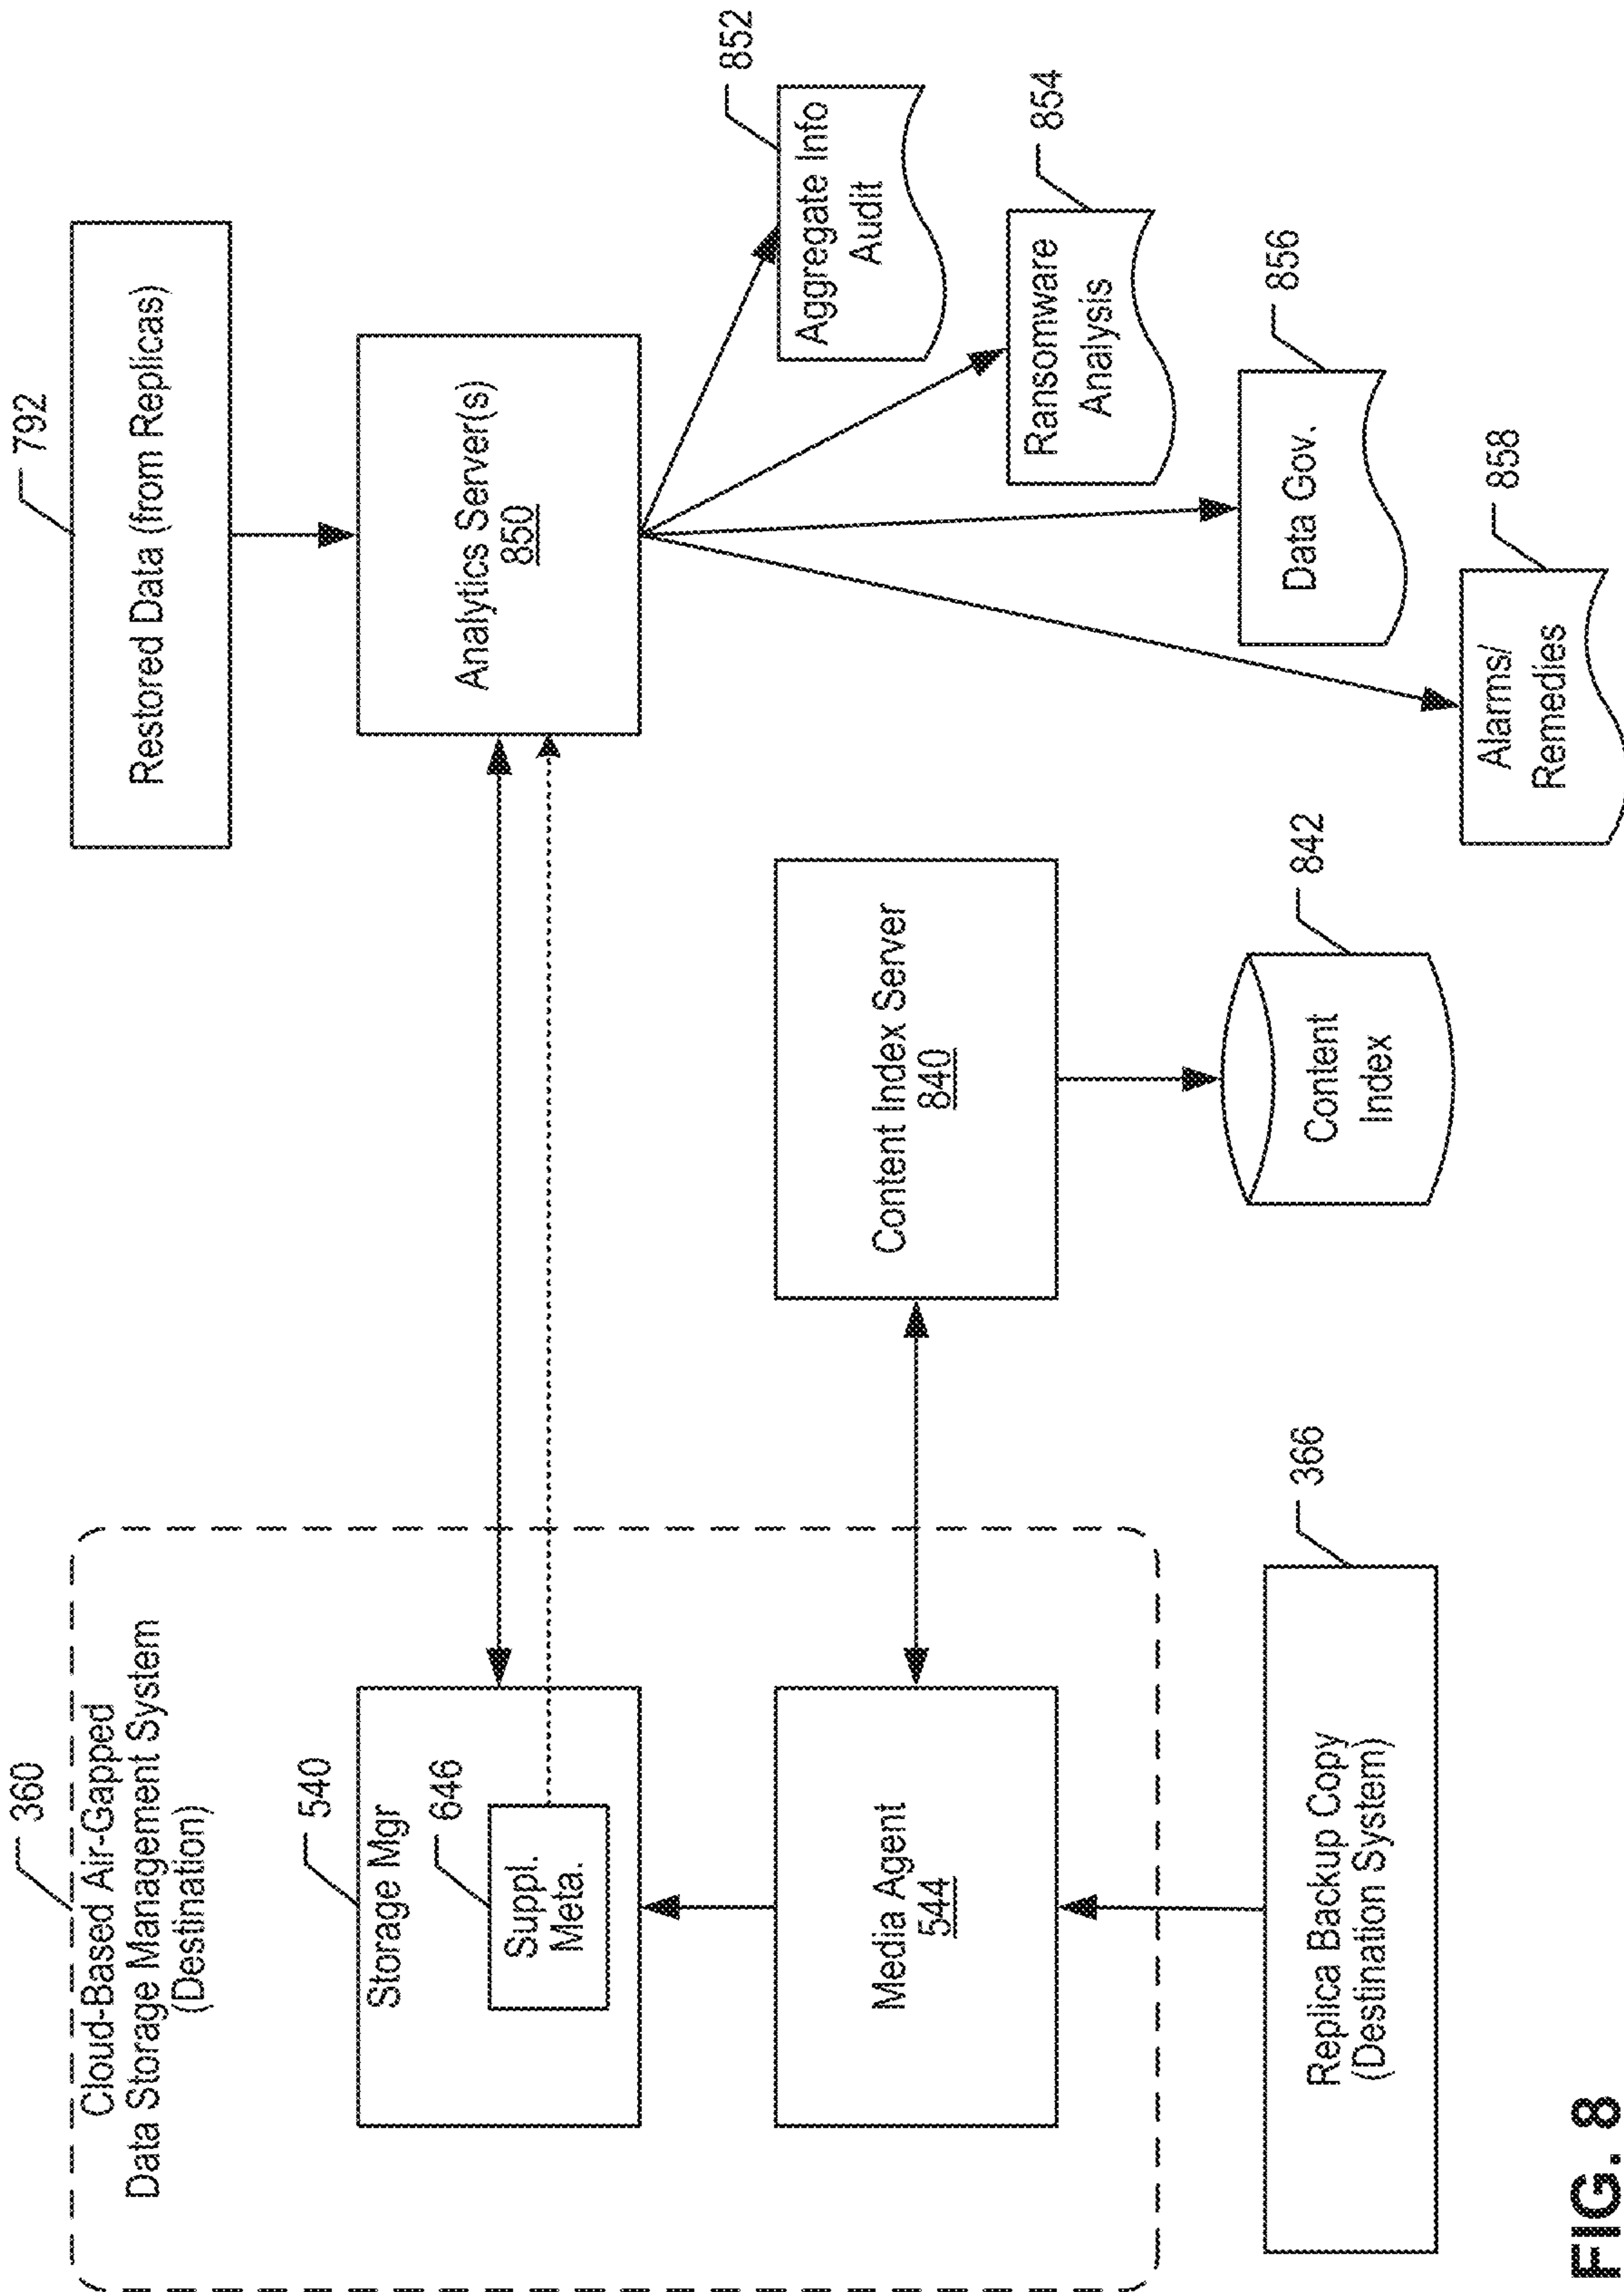 360
Cloud-Based Air-Gapped
Data Storage Management System
(Destination)
540
Storage Mgr
646
Suppl.
Meta.
Media Agent
544
Replica Backup Copy
(Destination System)
366
792
Restored Data (from Replicas)
Analytics Server(s)
850
Content Index Server
840
Content
Index
842
Aggregate Info
Audit
852
Ransomware
Analysis
854
Data Gov.
856
Alarms/
Remedies
858
FIG. 8